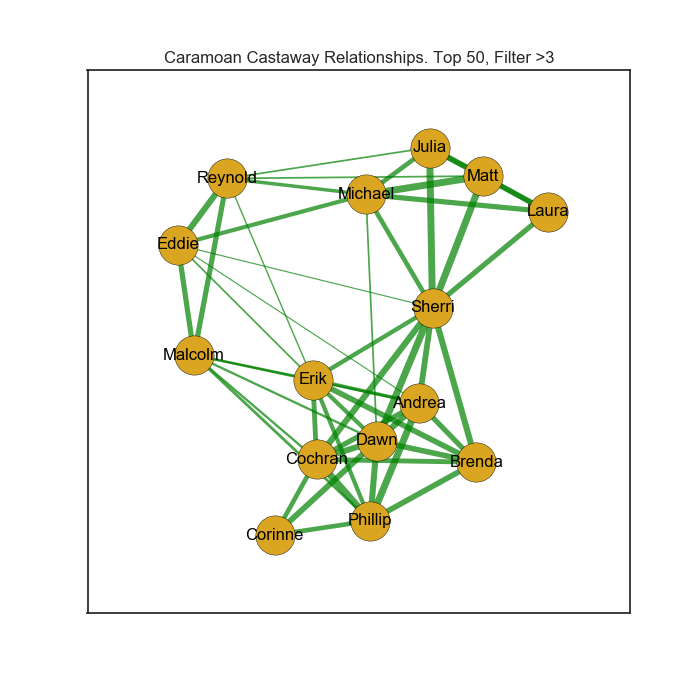 Caramoan Castaway Relationships. Top 50, Filter >3
Julia
Matt
Reynold
Michael
Laura
Eddie
Sherri
Malcolm
Erik
Andrea
Dawn
Cochran
Brenda
Phillip
Corinne